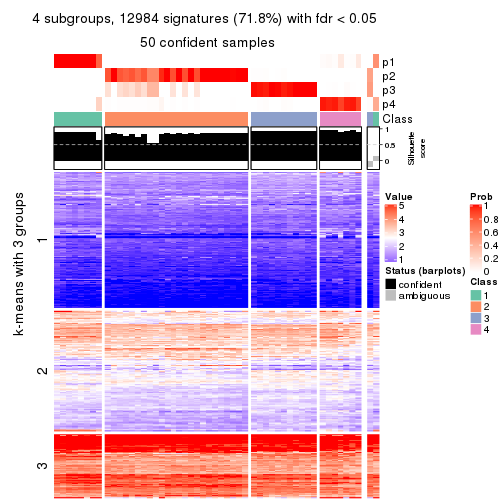 4 subgroups, 12984 signatures (71.8%) with fdr < 0.05
50 confident samples
p1
p2
p3
p4
Class
1
0.5
0
Silhouette
score
k-means with 3 groups
1
2
3
Value
5
4
3
2
1
Status (barplots)
confident
ambiguous
Prob
1
0.8
0.6
0.4
0.2
0
Class
1
2
3
4